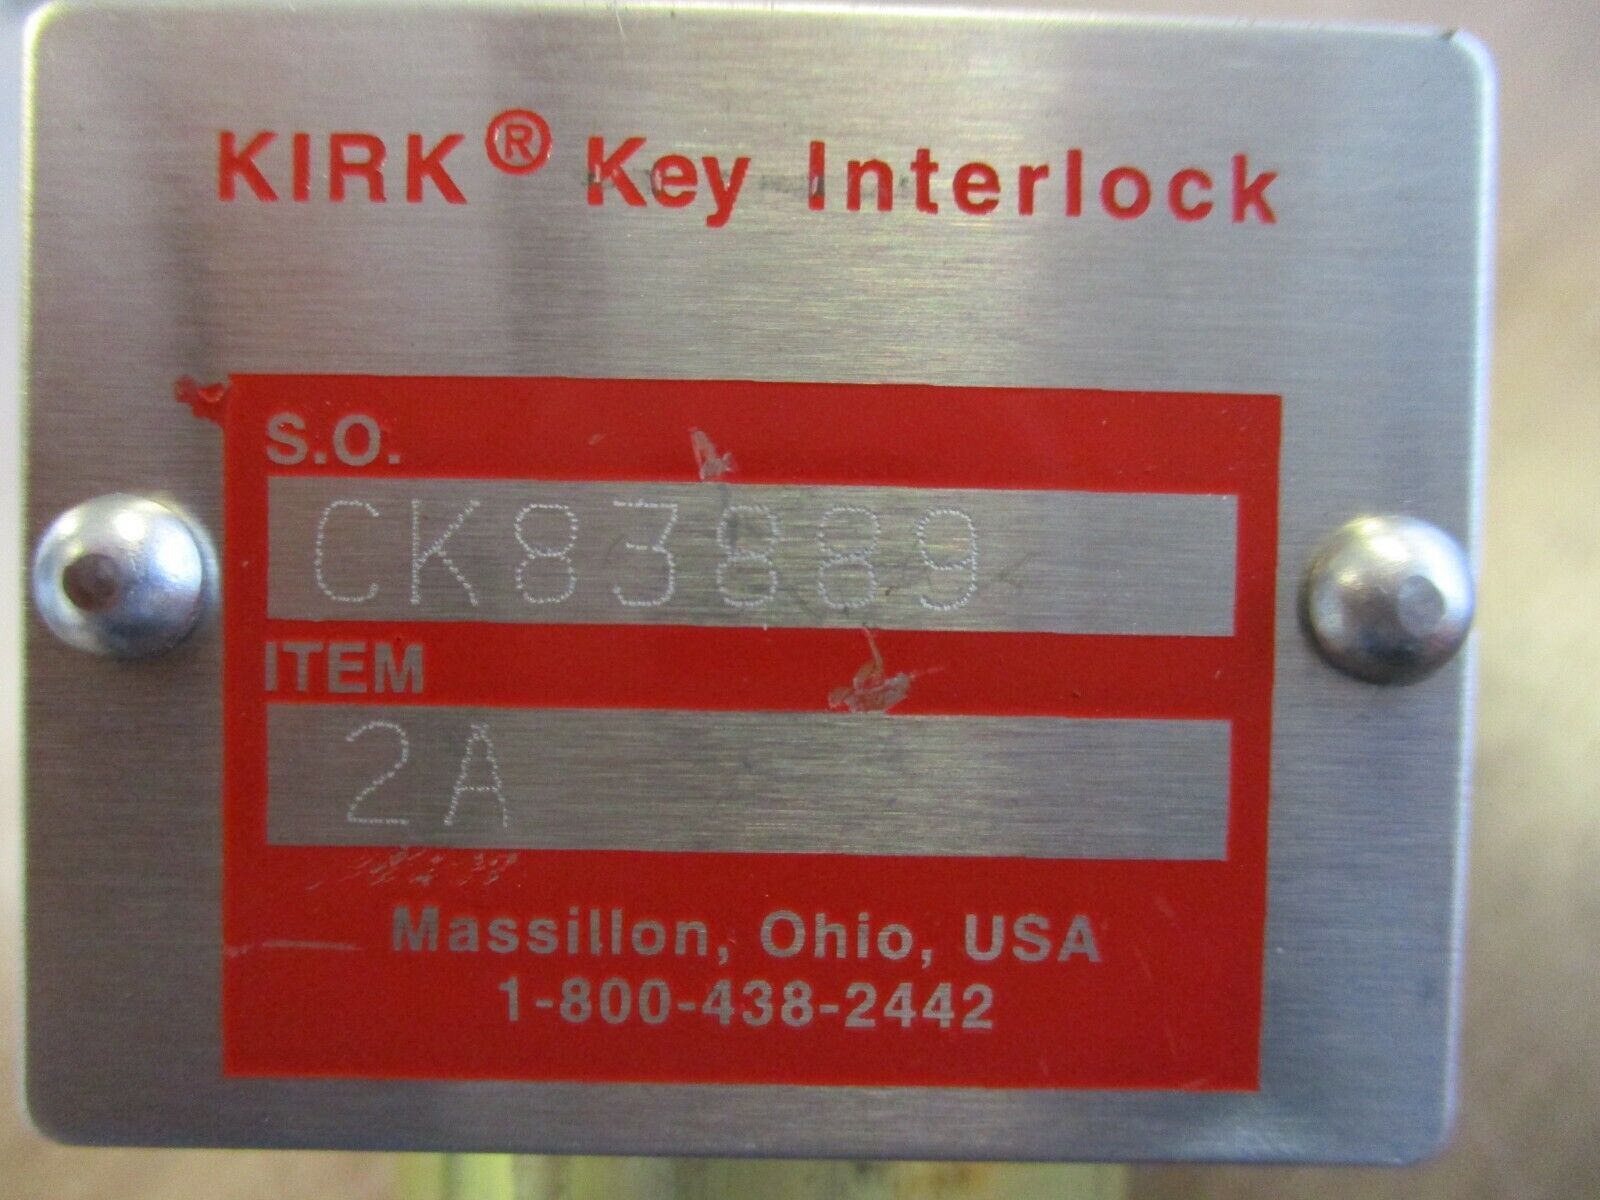 KIRK® Key Interlock
S.O.
CK83889
ITEM
2A
Massillon, Ohio, USA
1-800-438-2442